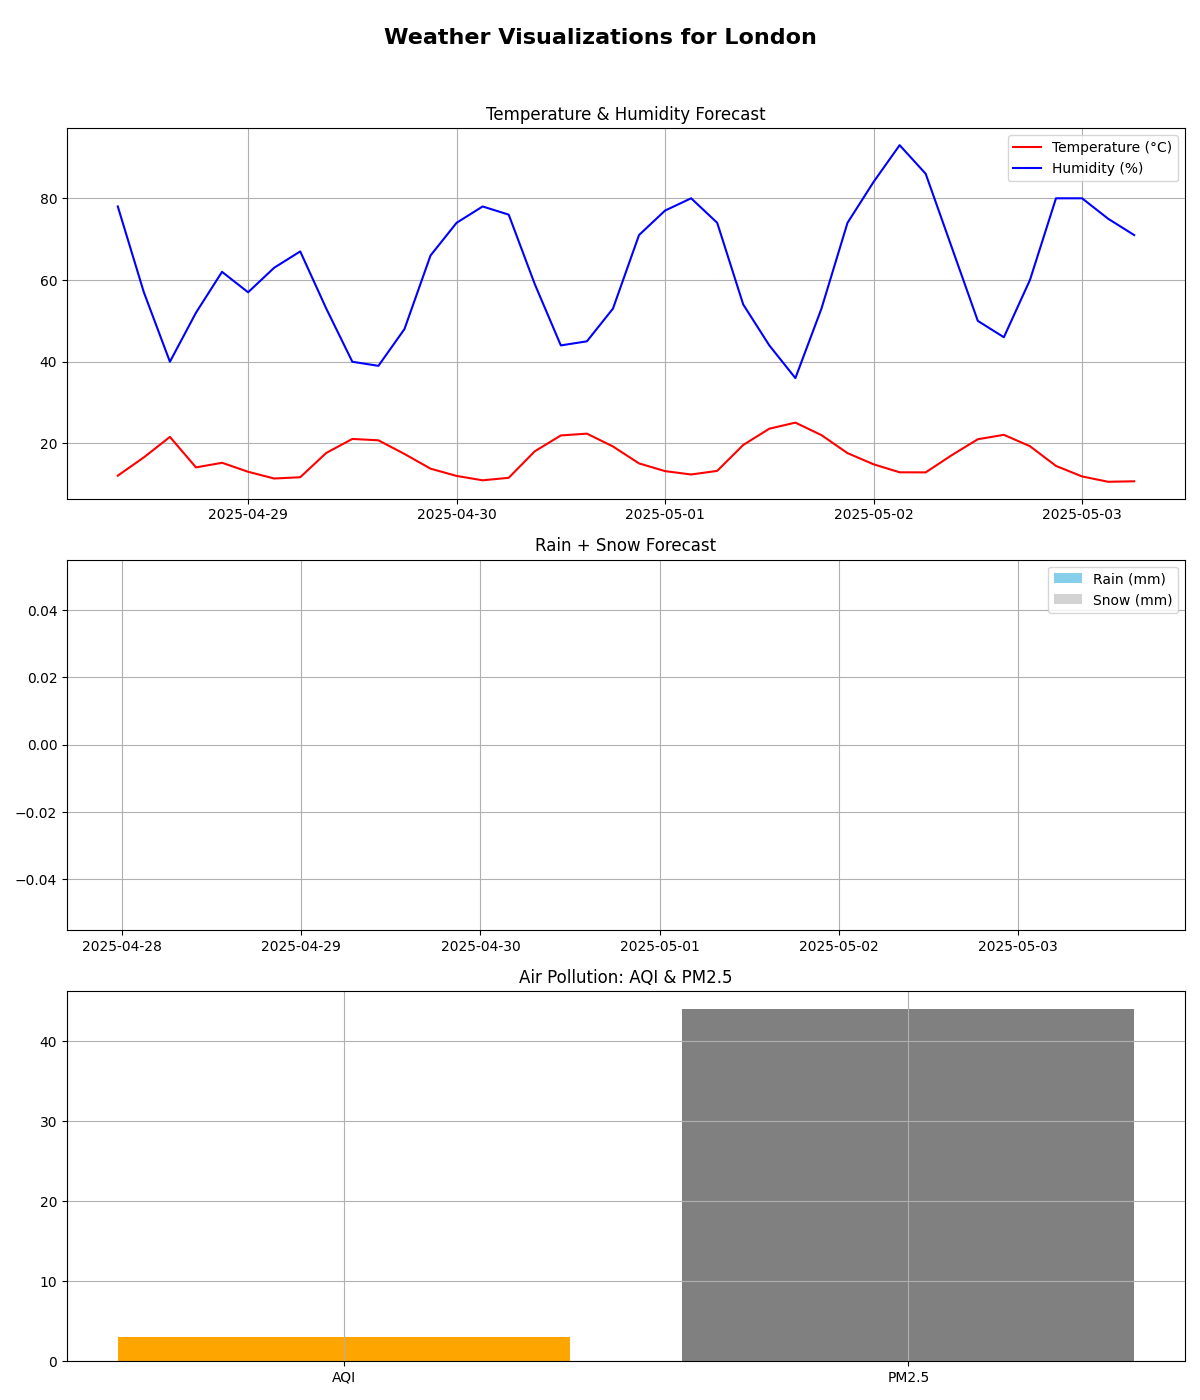 Weather Visualizations for London
Temperature & Humidity Forecast
Temperature (°C)
Humidity (%)
80
60
40
20
2025-04-29 2025-04-30 2025-05-01 2025-05-02 2025-05-03
Rain + Snow Forecast
Rain (mm)
Snow (mm)
0.04
0.02
0.00
−0.02
−0.04
2025-04-28 2025-04-29 2025-04-30 2025-05-01 2025-05-02 2025-05-03
Air Pollution: AQI & PM2.5
40
30
20
10
0
AQI PM2.5